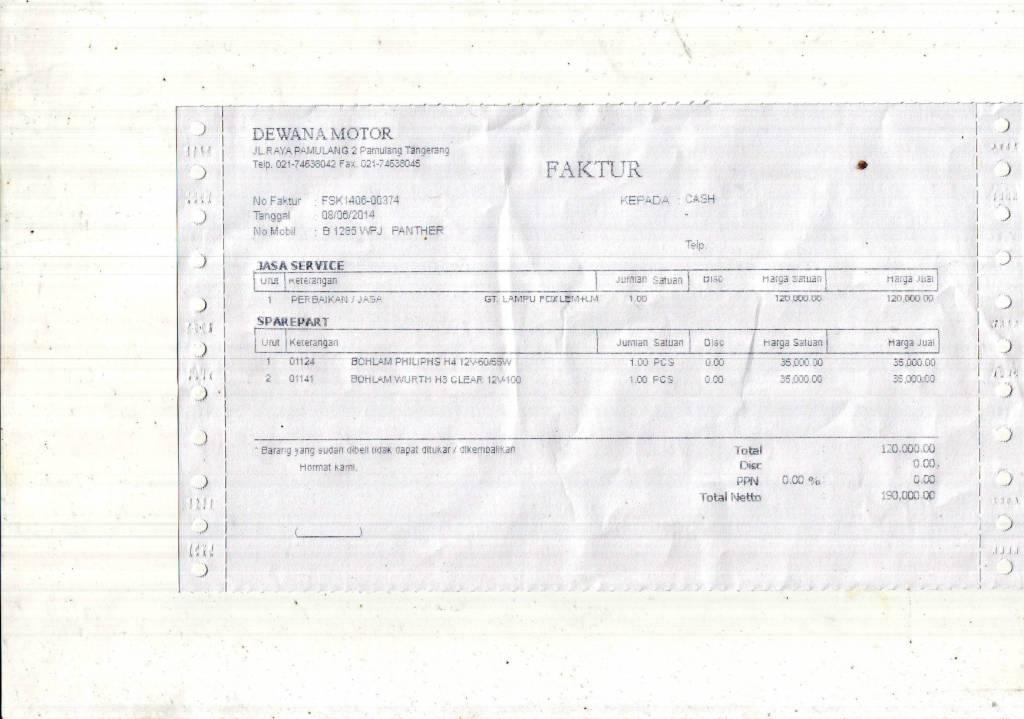 DEWANA MOTOR
JL.RAYA PAMULANG 2 Pamulang Tangerang
Telp. 021-74638042 Fax. 021-74638045
FAKTUR
No Faktur : FSK1406-00374
KEPADA : CASH
Tanggal : 08/06/2014
-
No Mobil : B 1285 WPJ PANTHER
Telp.
JASA SERVICE
Urut Keterangan Jumlah Satuan Disc Harga Satuan Harga Jual
1 PERBAIKAN / JASA GT. LAMPU 1.00 120,000.00 120,000.00
SPAREPART
Urut Keterangan Jumlah Satuan Disc Harga Satuan Harga Jual
1 01124 BOHLAM PHILIPHS H4 12V-60/55W 1.00 PCS 0.00 35,000.00 35,000.00
2 01141 BOHLAM WURTH H3 CLEAR 12V-100 1.00 PCS 0.00 35,000.00 35,000.00
* Barang yang sudah dibeli tidak dapat ditukar / dikembalikan
Total 120,000.00
Hormat kami,
Disc 0.00
PPN 0.00 % 0.00
Total Netto 190,000.00